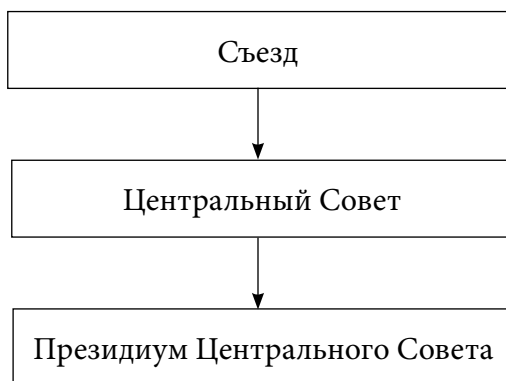 Съезд
Центральный Совет
Президиум Центрального Совета